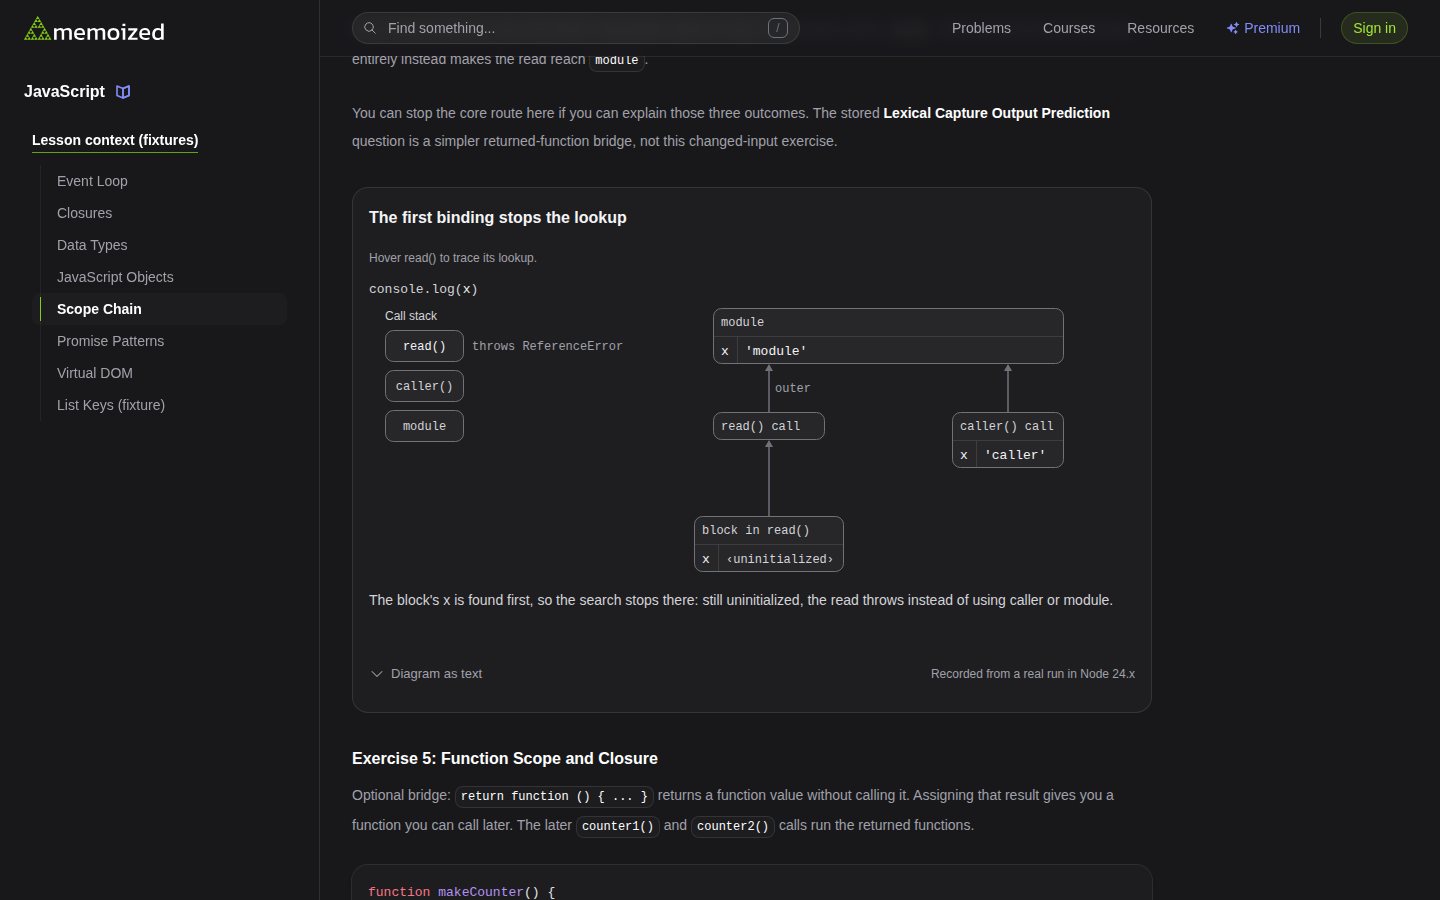 memoized
Find something...
/
Problems
Courses
Resources
Premium
Sign in
JavaScript
Lesson context (fixtures)
Event Loop
Closures
Data Types
JavaScript Objects
Scope Chain
Promise Patterns
Virtual DOM
List Keys (fixture)
entirely instead makes the read reach module.
You can stop the core route here if you can explain those three outcomes. The stored Lexical Capture Output Prediction
question is a simpler returned-function bridge, not this changed-input exercise.
The first binding stops the lookup
Hover read() to trace its lookup.
console.log(x)
Call stack
read() throws ReferenceError
caller()
module
module
x 'module'
outer
read() call
caller() call
x 'caller'
block in read()
x ‹uninitialized›
The block's x is found first, so the search stops there: still uninitialized, the read throws instead of using caller or module.
Diagram as text
Recorded from a real run in Node 24.x
Exercise 5: Function Scope and Closure
Optional bridge: return function () { ... } returns a function value without calling it. Assigning that result gives you a
function you can call later. The later counter1() and counter2() calls run the returned functions.
function makeCounter() {